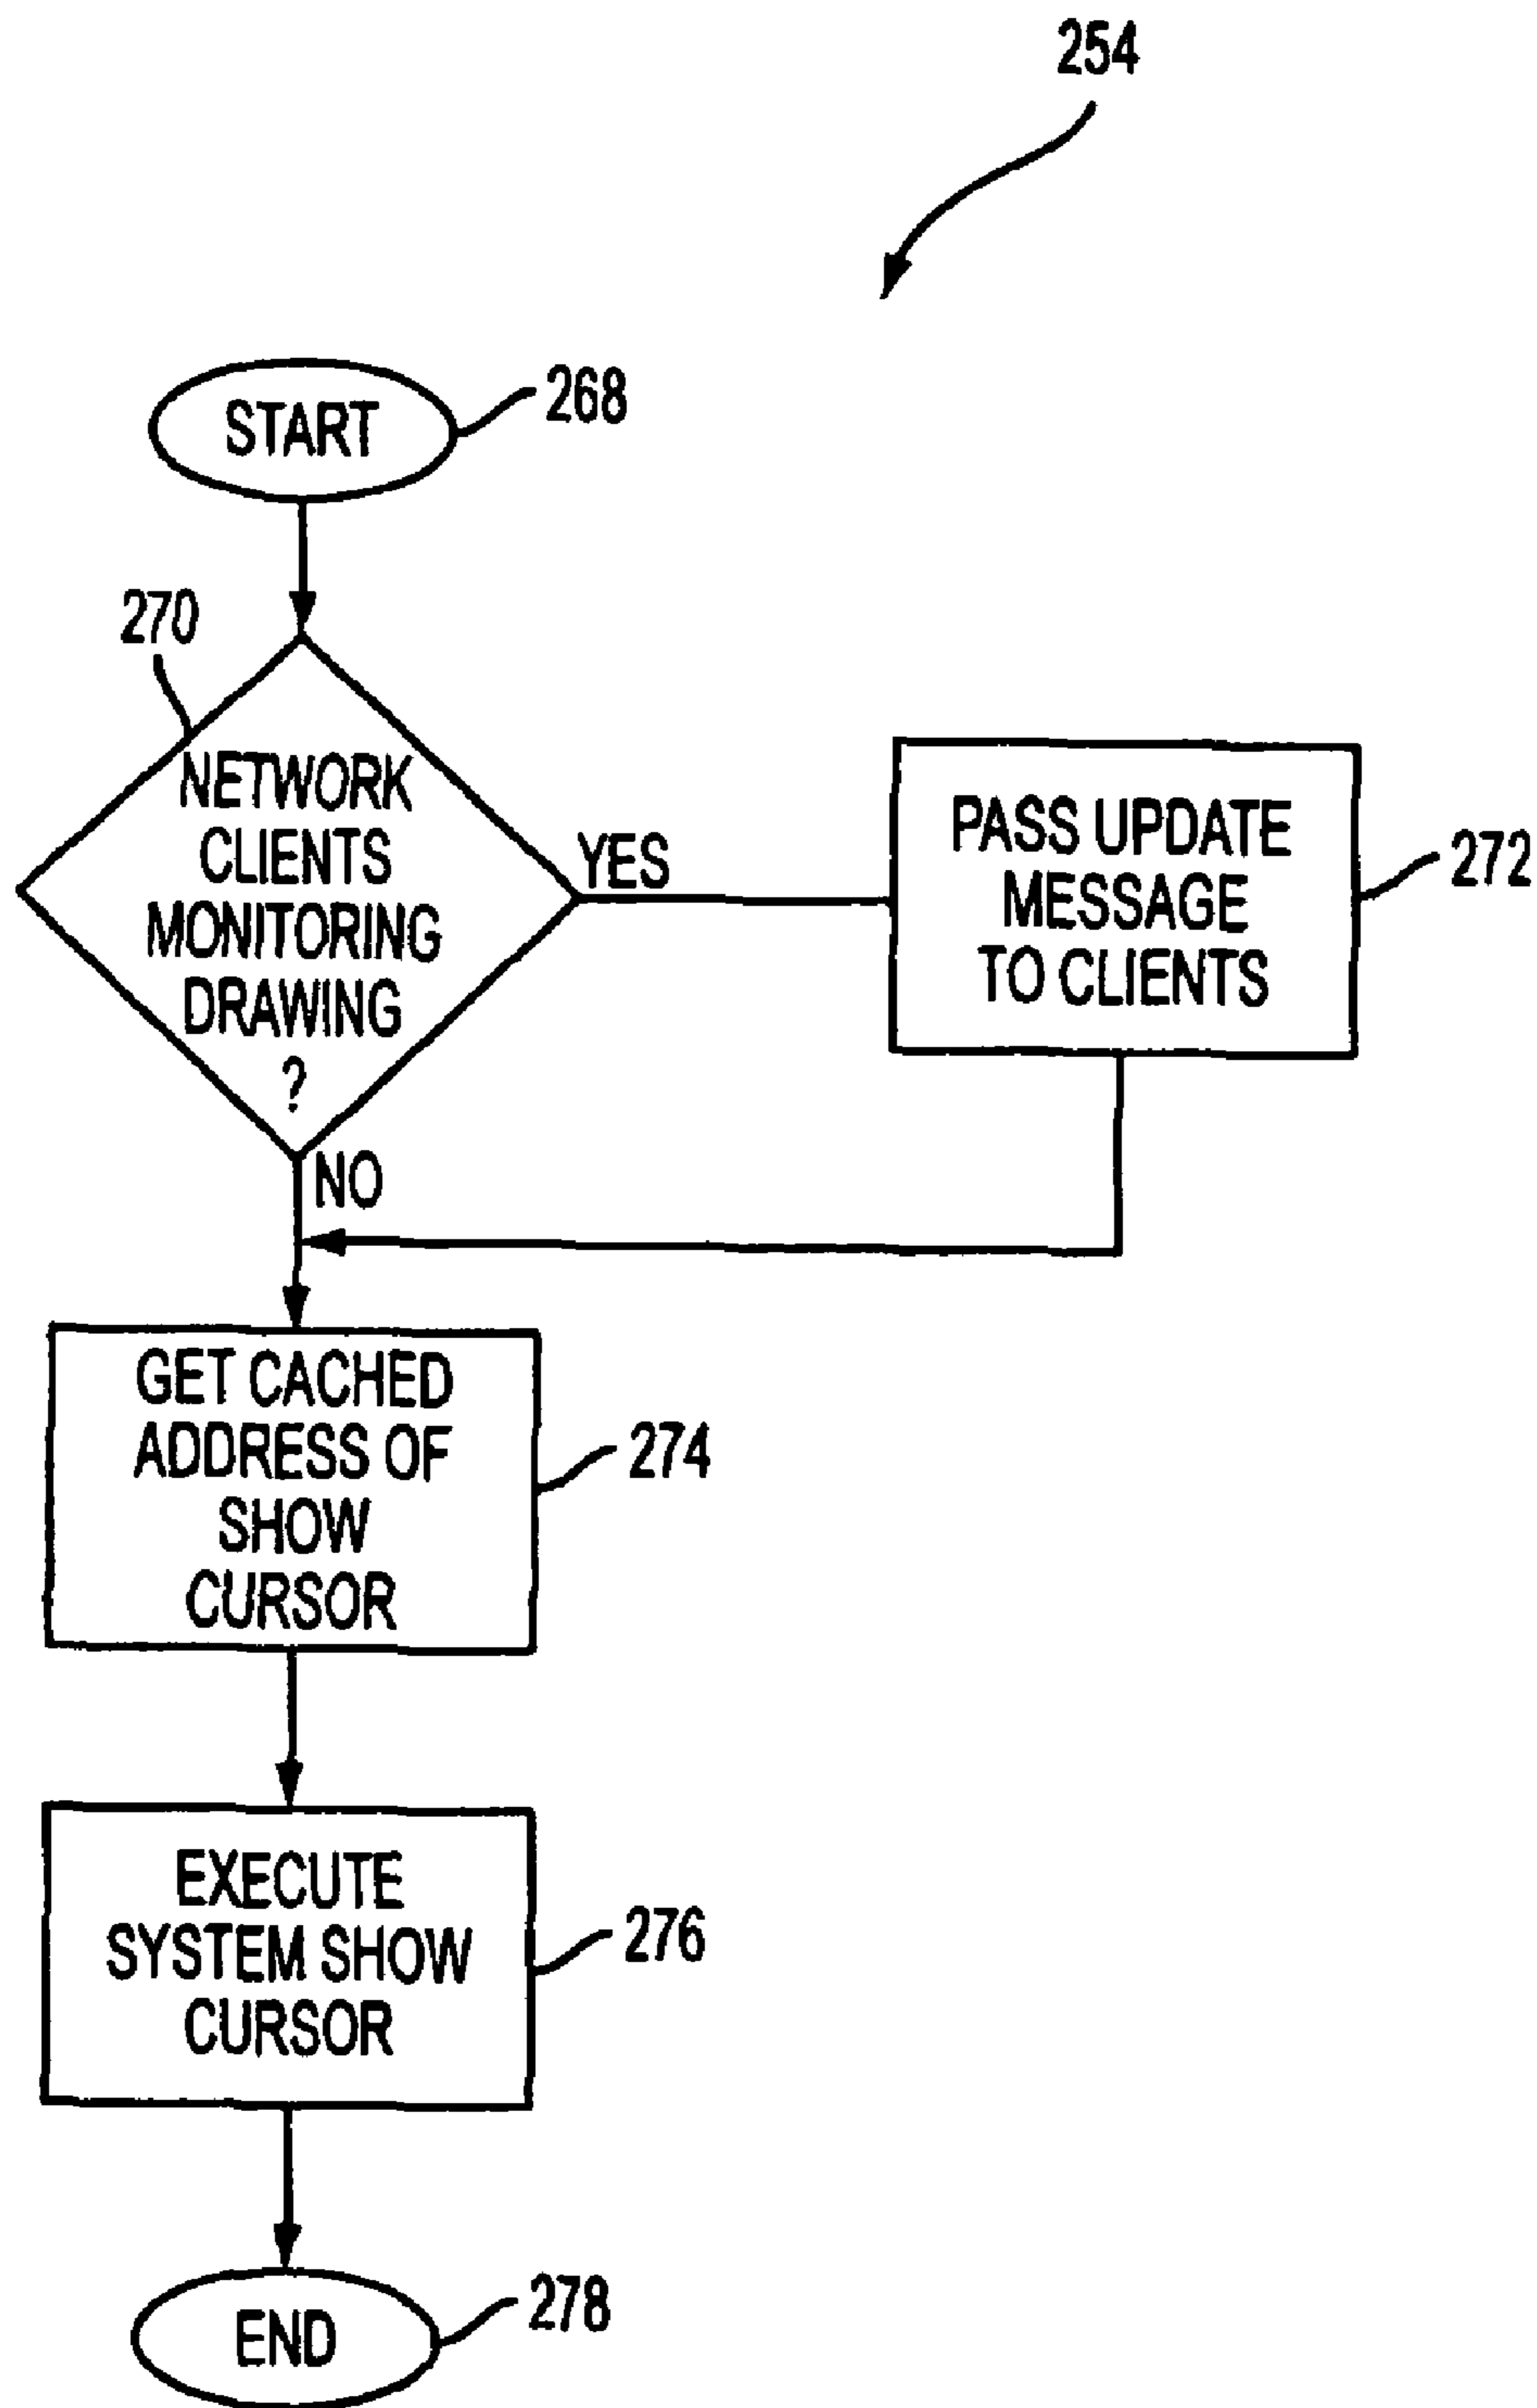 254
START
268
270
NETWORK
CLIENTS
MONITORING
DRAWING
?
YES
PASS UPDATE
MESSAGE
TO CLIENTS
272
NO
GET CACHED
ADDRESS OF
SHOW
CURSOR
274
EXECUTE
SYSTEM SHOW
CURSOR
276
END
278